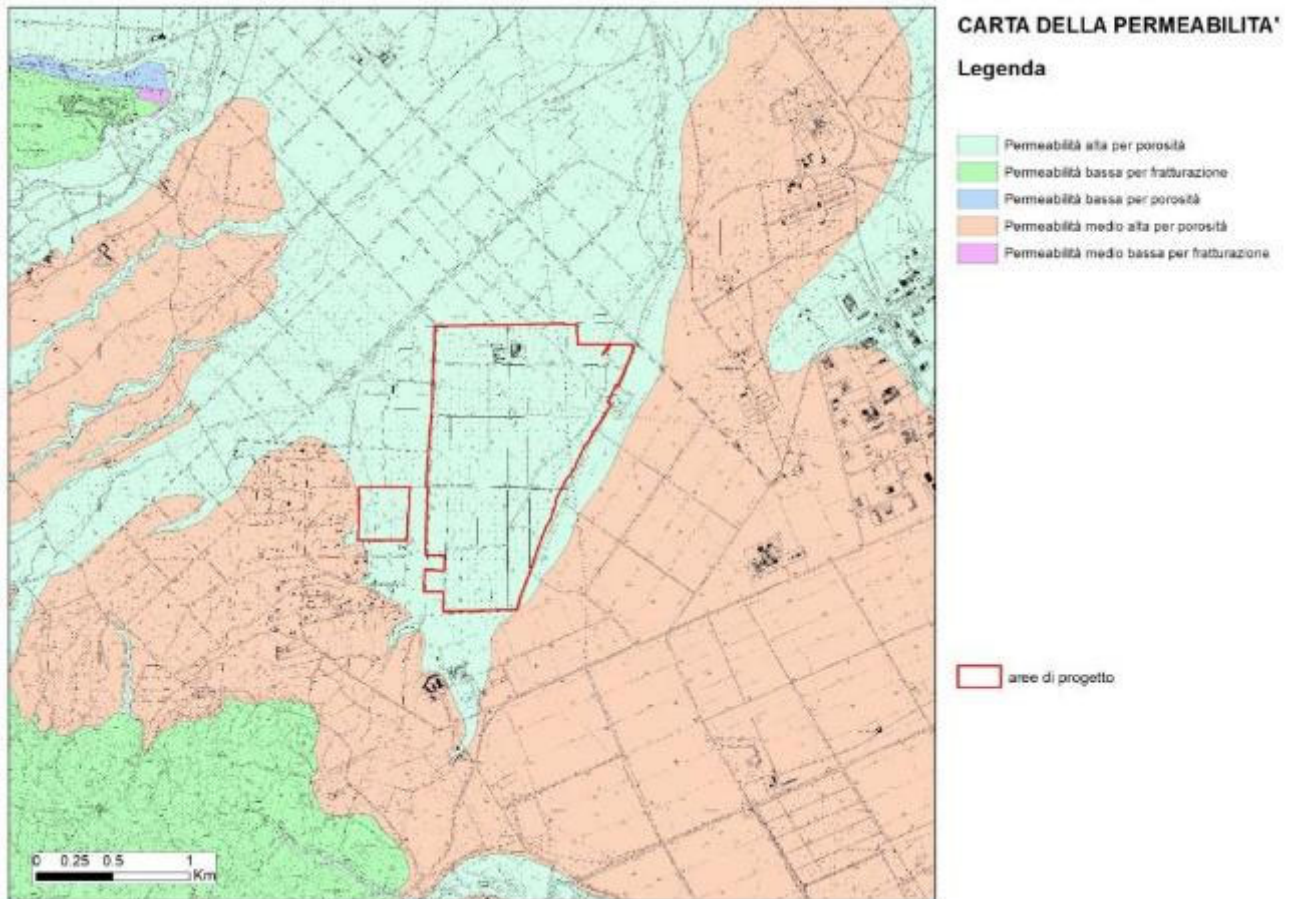 CARTA DELLA PERMEABILITA'
Legenda
Permeabilità alta per porosità
Permeabilità bassa per fratturazione
Permeabilità bassa per porosità
Permeabilità medio alta per porosità
Permeabilità medio bassa per fratturazione
aree di progetto
0 0.25 0.5 1
Km